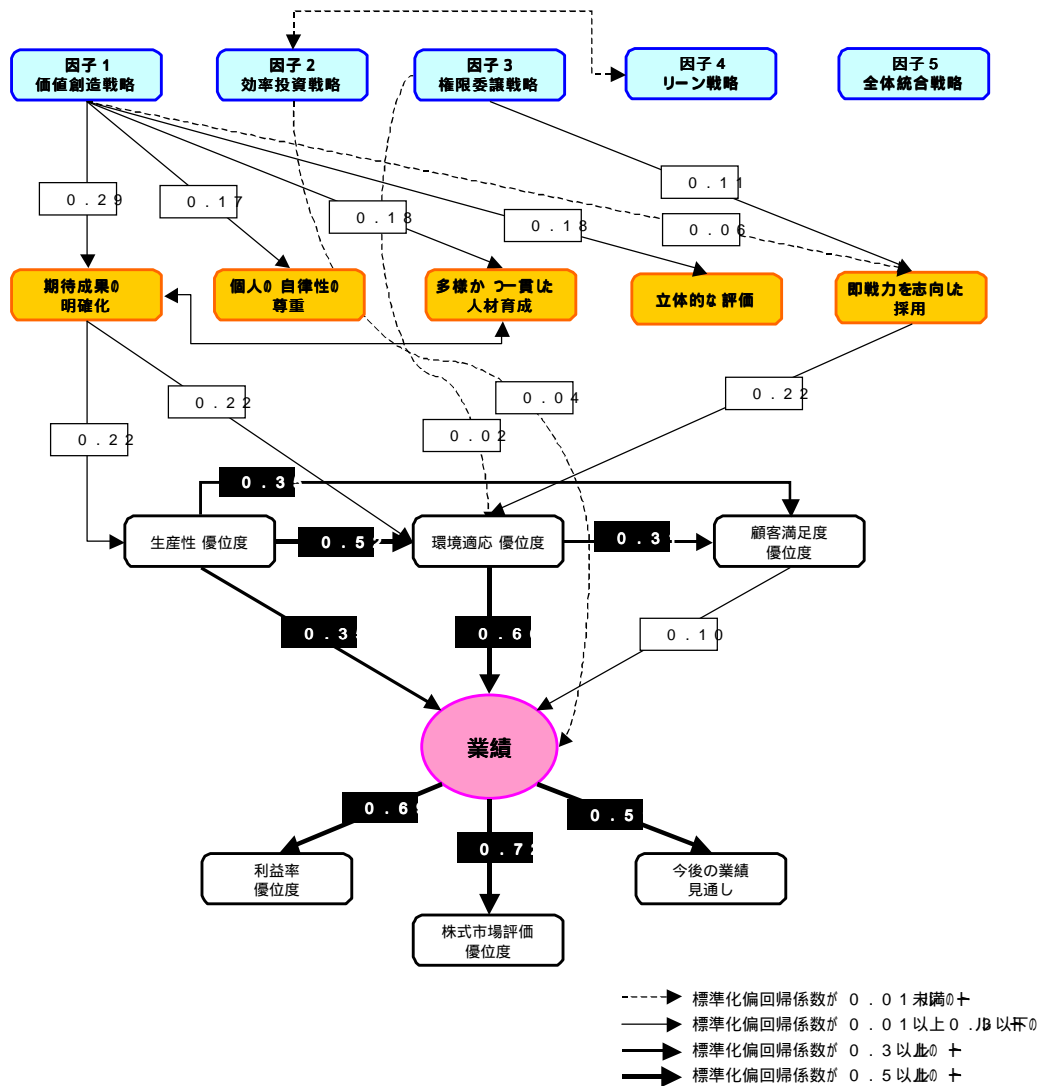 因子1
価値創造戦略
因子2
効率投資戦略
因子3
権限委譲戦略
因子4
リーン戦略
因子5
全体統合戦略
0.29
0.17
0.18
0.18
0.11
0.06
期待成果の
明確化
個人の自律性の
尊重
多様かつ一貫した
人材育成
立体的な評価
即戦力を志向した
採用
0.22
0.22
0.02
0.04
0.22
0.3
生産性優位度
0.5
環境適応優位度
0.3
顧客満足度
優位度
0.3
0.6
0.10
業績
0.6
0.7
0.5
利益率
優位度
株式市場評価
優位度
今後の業績
見通し
標準化偏回帰係数が0.01未満の
標準化偏回帰係数が0.01以上0.
標準化偏回帰係数が0.3以上の
標準化偏回帰係数が0.5以上の